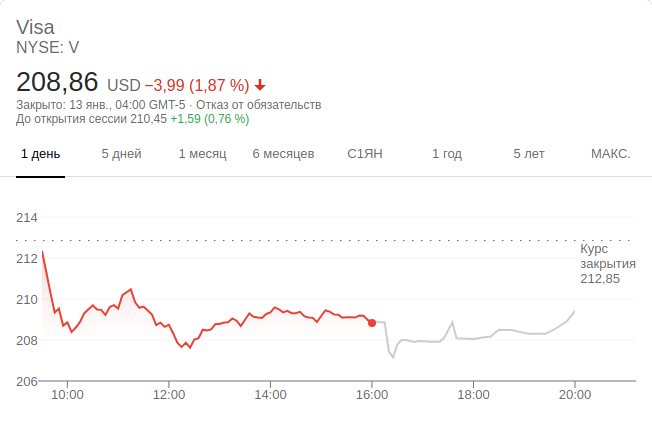 Visa
NYSE: V
208,86 USD −3,99 (1,87 %)
Закрыто: 13 янв., 04:00 GMT-5 · Отказ от обязательств
До открытия сессии 210,45 +1,59 (0,76 %)
1 день 5 дней 1 месяц 6 месяцев С1ЯН 1 год 5 лет МАКС.
214
Курс
закрытия
212,85
212
210
208
206
10:00 12:00 14:00 16:00 18:00 20:00